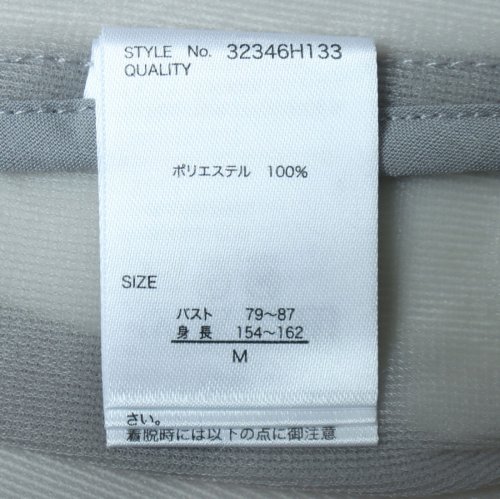 STYLE No. 32346H133
QUALITY
ポリエステル 100%
SIZE
バスト 79~87
身長 154~162
M
さい。
着脱時には以下の点に御注意